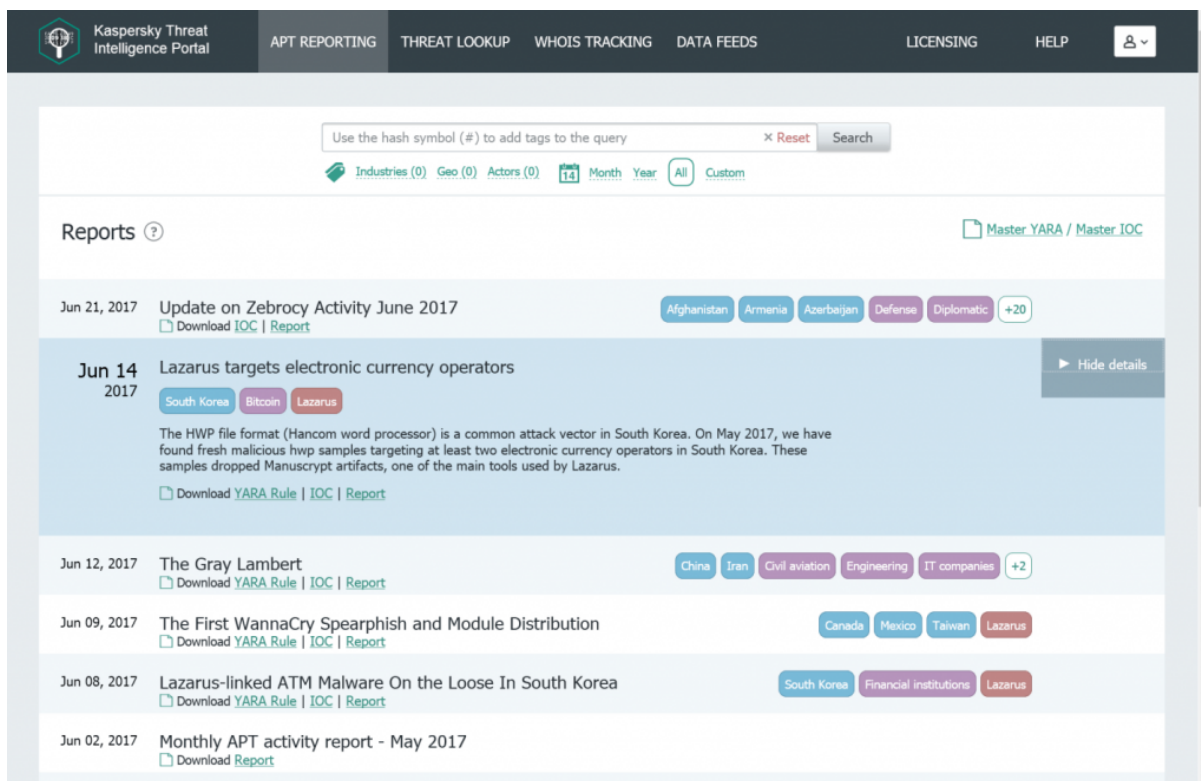 Kaspersky Threat
Intelligence Portal
APT REPORTING THREAT LOOKUP WHOIS TRACKING DATA FEEDS LICENSING HELP
Use the hash symbol (#) to add tags to the query × Reset Search
Industries (0) Geo (0) Actors (0) 14 Month Year All Custom
Reports ? Master YARA / Master IOC
Jun 21, 2017 Update on Zebrocy Activity June 2017 Afghanistan Armenia Azerbaijan Defense Diplomatic +20
Download IOC | Report
Jun 14 Lazarus targets electronic currency operators Hide details
2017
South Korea Bitcoin Lazarus
The HWP file format (Hancom word processor) is a common attack vector in South Korea. On May 2017, we have
found fresh malicious hwp samples targeting at least two electronic currency operators in South Korea. These
samples dropped Manuscrypt artifacts, one of the main tools used by Lazarus.
Download YARA Rule | IOC | Report
Jun 12, 2017 The Gray Lambert China Iran Civil aviation Engineering IT companies +2
Download YARA Rule | IOC | Report
Jun 09, 2017 The First WannaCry Spearphish and Module Distribution Canada Mexico Taiwan Lazarus
Download YARA Rule | IOC | Report
Jun 08, 2017 Lazarus-linked ATM Malware On the Loose In South Korea South Korea Financial institutions Lazarus
Download YARA Rule | IOC | Report
Jun 02, 2017 Monthly APT activity report - May 2017
Download Report